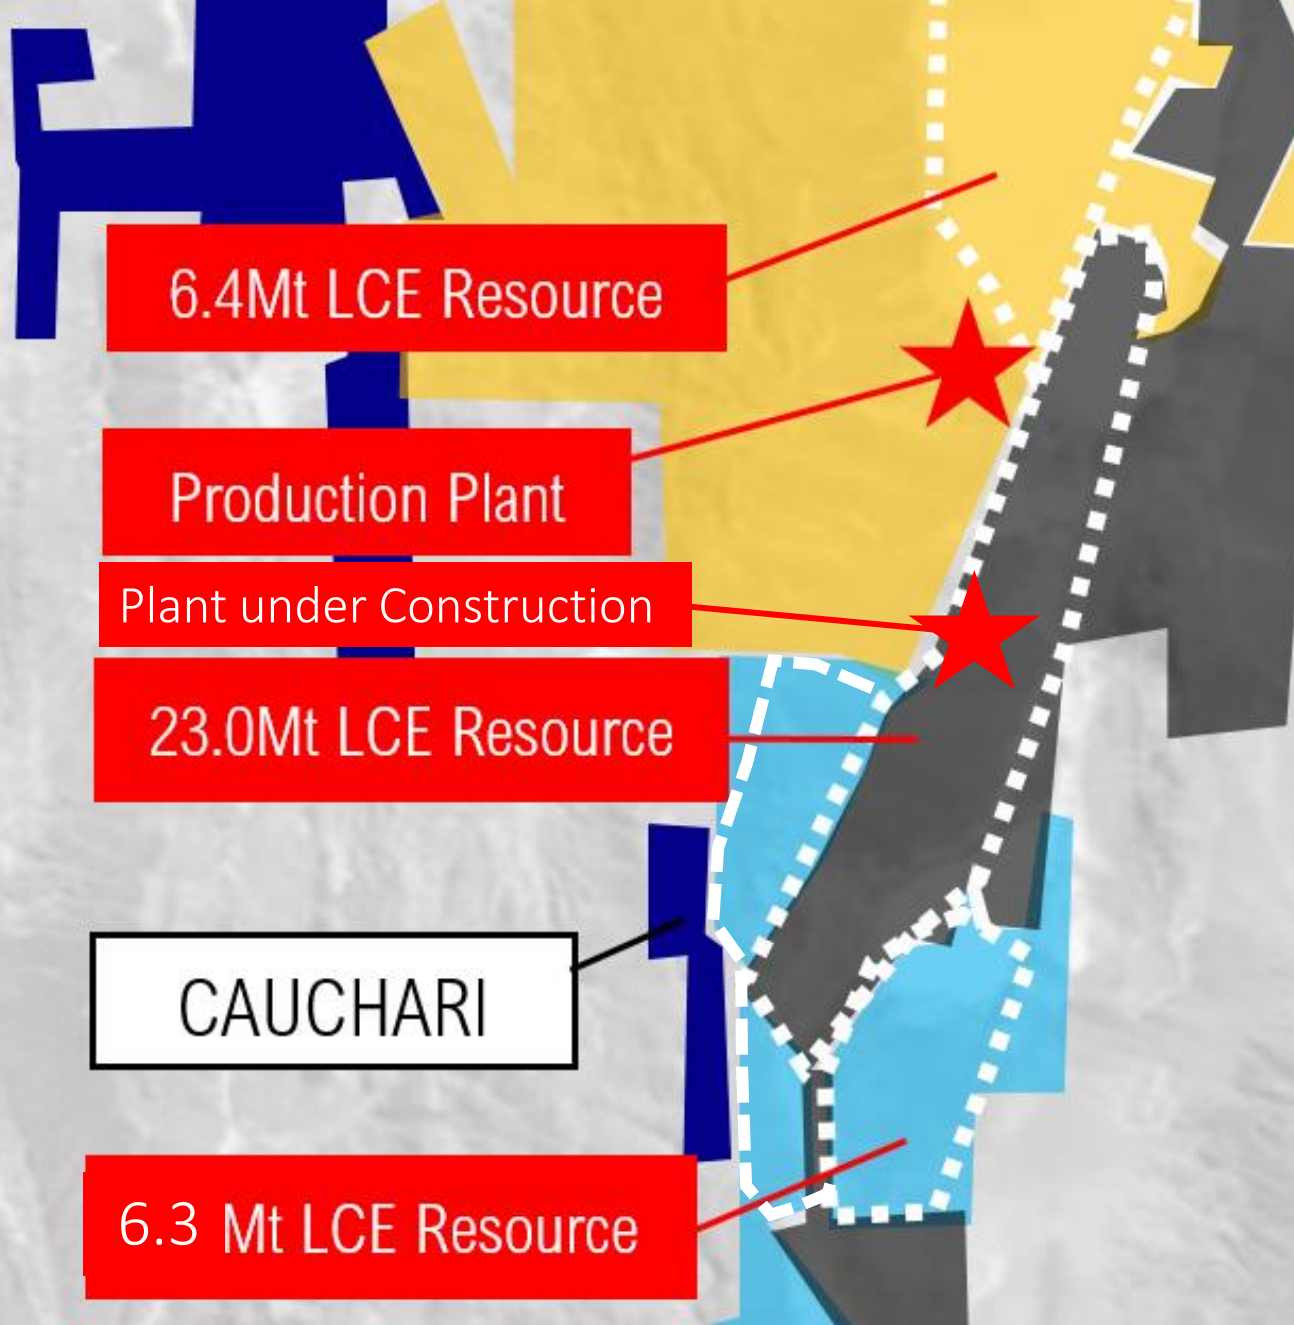 6.4Mt LCE Resource
Production Plant
Plant under Construction
23.0Mt LCE Resource
CAUCHARI
6.3 Mt LCE Resource